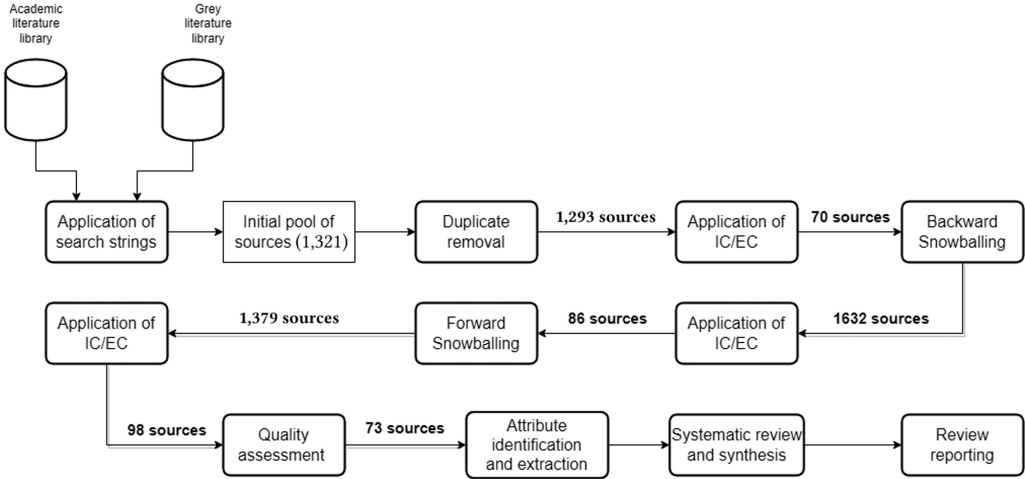 Academic
literature
library
Grey
literature
library
Application of
search strings
Initial pool of
sources (1,321)
Duplicate
removal
1,293 sources
Application of
IC/EC
70 sources
Backward
Snowballing
1632 sources
Application of
IC/EC
86 sources
Forward
Snowballing
1,379 sources
Application of
IC/EC
98 sources
Quality
assessment
73 sources
Attribute
identification
and extraction
Systematic review
and synthesis
Review
reporting